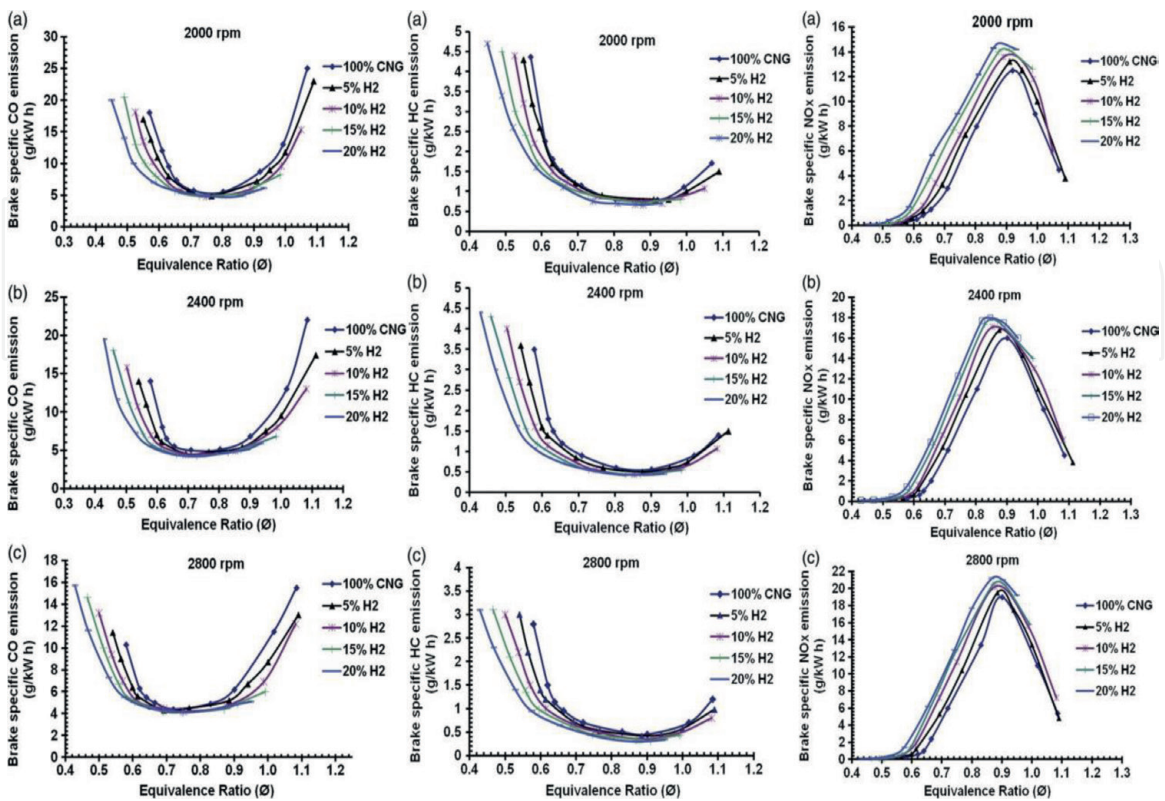 (a)
2000 rpm
Brake specific CO emission
(g/kW h)
30
25
20
15
10
5
0
0.3 0.4 0.5 0.6 0.7 0.8 0.9 1.0 1.1 1.2
Equivalence Ratio (Ø)
100% CNG
5% H2
10% H2
15% H2
20% H2
(a)
2000 rpm
Brake specific HC emission
(g/kW h)
5
4.5
4
3.5
3
2.5
2
1.5
1
0.5
0
0.4 0.5 0.6 0.7 0.8 0.9 1.0 1.1 1.2
Equivalence Ratio (Ø)
100% CNG
5% H2
10% H2
15% H2
20% H2
(a)
2000 rpm
Brake specific NOx emission
(g/kW h)
16
14
12
10
8
6
4
2
0
0.4 0.5 0.6 0.7 0.8 0.9 1.0 1.1 1.2 1.3
Equivalence Ratio (Ø)
100% CNG
5% H2
10% H2
15% H2
20% H2
(b)
2400 rpm
Brake specific CO emission
(g/kW h)
25
20
15
10
5
0
0.3 0.4 0.5 0.6 0.7 0.8 0.9 1.0 1.1 1.2
Equivalence Ratio (Ø)
100% CNG
5% H2
10% H2
15% H2
20% H2
(b)
2400 rpm
Brake specific HC emission
(g/kW h)
5
4.5
4
3.5
3
2.5
2
1.5
1
0.5
0
0.4 0.5 0.6 0.7 0.8 0.9 1.0 1.1 1.2
Equivalence Ratio (Ø)
100% CNG
5% H2
10% H2
15% H2
20% H2
(b)
2400 rpm
Brake specific NOx emission
(g/kW h)
20
18
16
14
12
10
8
6
4
2
0
0.4 0.5 0.6 0.7 0.8 0.9 1.0 1.1 1.2 1.3
Equivalence Ratio (Ø)
100% CNG
5% H2
10% H2
15% H2
20% H2
(c)
2800 rpm
Brake specific CO emission
(g/kW h)
18
16
14
12
10
8
6
4
2
0
0.4 0.5 0.6 0.7 0.8 0.9 1.0 1.1 1.2
Equivalence Ratio (Ø)
100% CNG
5% H2
10% H2
15% H2
20% H2
(c)
2800 rpm
Brake specific HC emission
(g/kW h)
4
3.5
3
2.5
2
1.5
1
0.5
0
0.4 0.5 0.6 0.7 0.8 0.9 1.0 1.1 1.2
Equivalence Ratio (Ø)
100% CNG
5% H2
10% H2
15% H2
20% H2
(c)
2800 rpm
Brake specific NOx emission
(g/kW h)
22
20
18
16
14
12
10
8
6
4
2
0
0.4 0.5 0.6 0.7 0.8 0.9 1.0 1.1 1.2 1.3
Equivalence Ratio (Ø)
100% CNG
5% H2
10% H2
15% H2
20% H2